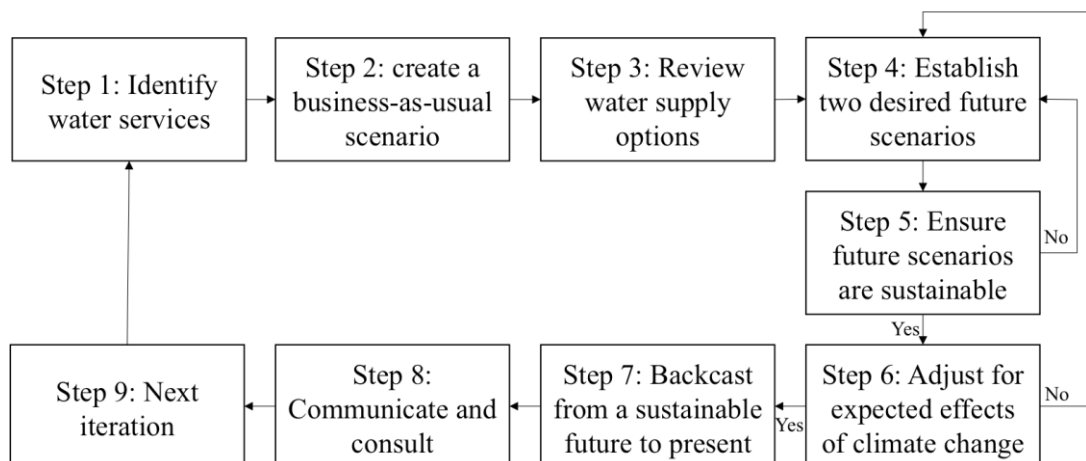 Step 1: Identify
water services
Step 2: create a
business-as-usual
scenario
Step 3: Review
water supply
options
Step 4: Establish
two desired future
scenarios
Step 5: Ensure
future scenarios
are sustainable
No
Yes
Step 6: Adjust for
expected effects
of climate change
No
Yes
Step 7: Backcast
from a sustainable
future to present
Step 8:
Communicate and
consult
Step 9: Next
iteration